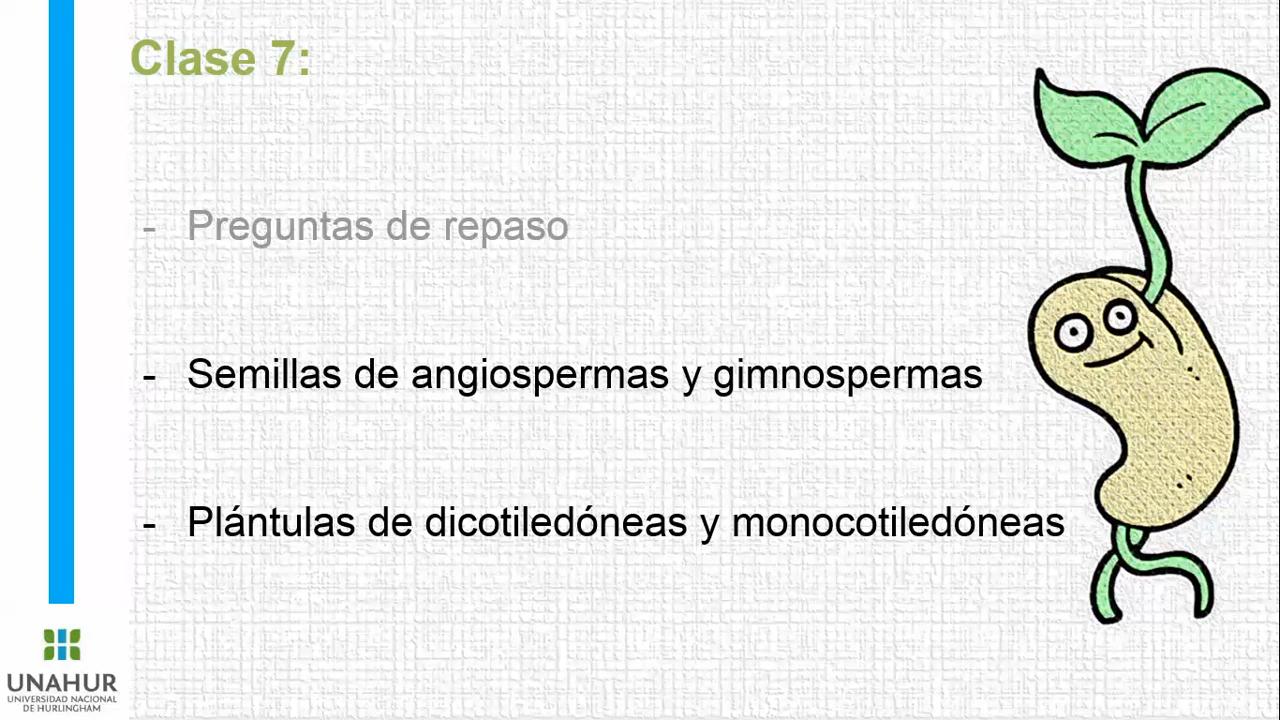 Clase 7:
- Preguntas de repaso
- Semillas de angiospermas y gimnospermas
- Plántulas de dicotiledóneas y monocotiledóneas
UNAHUR
UNIVERSIDAD NACIONAL
DE HURLINGHAM